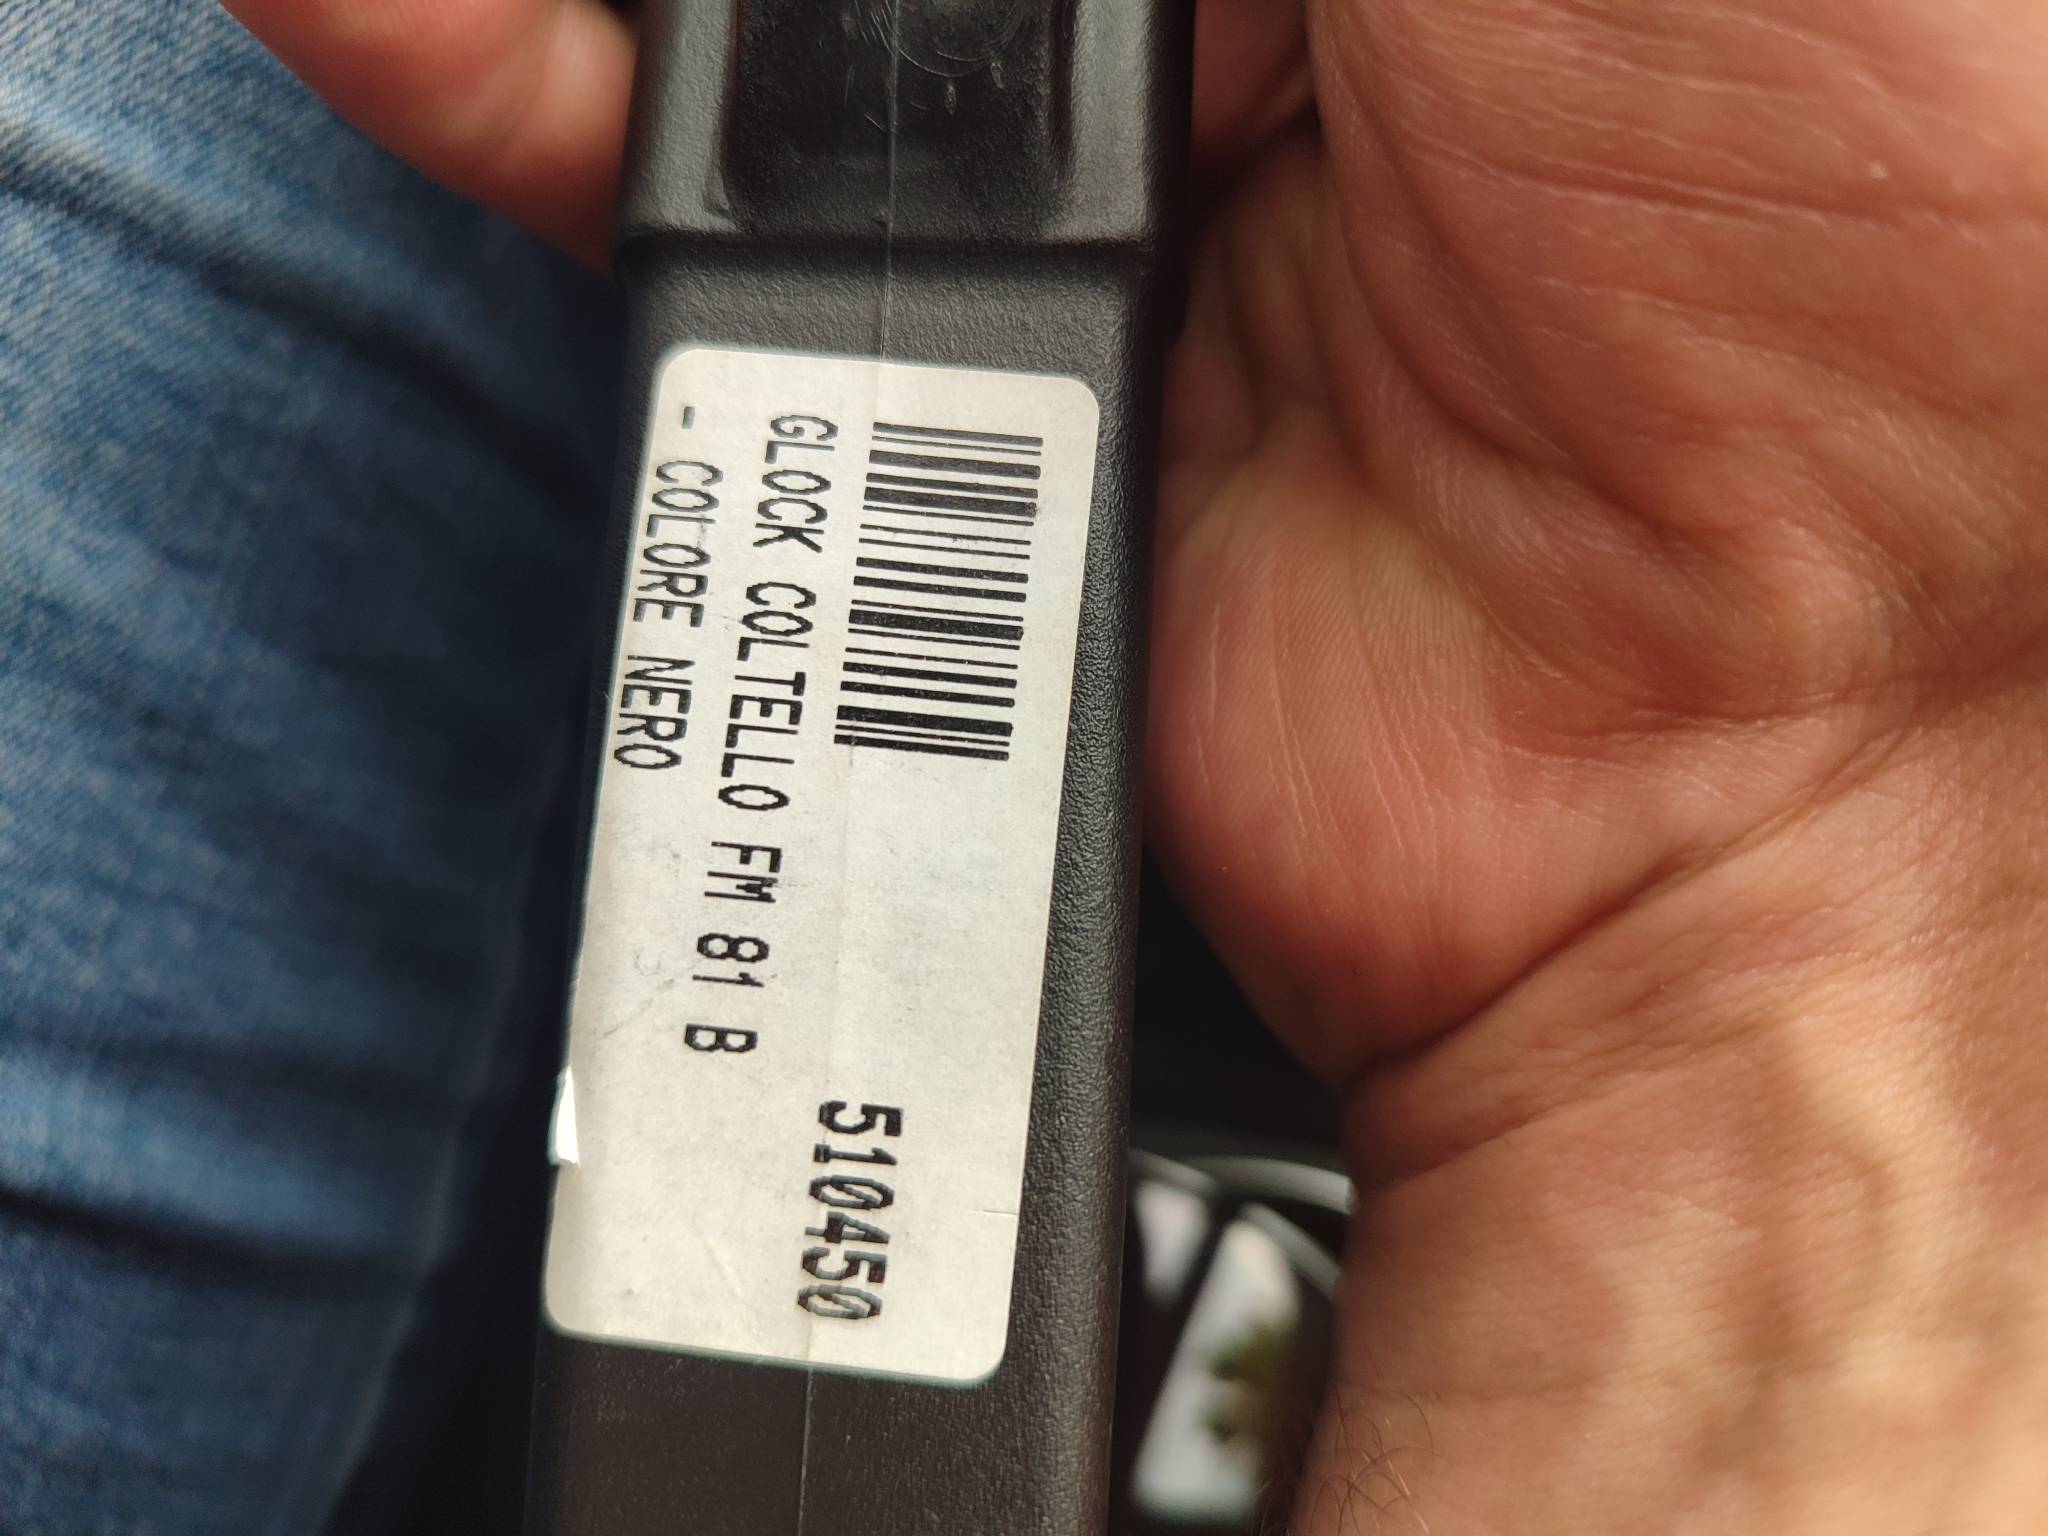 510450
GLOCK COLTELLO FM 81 B
- COLORE NERO